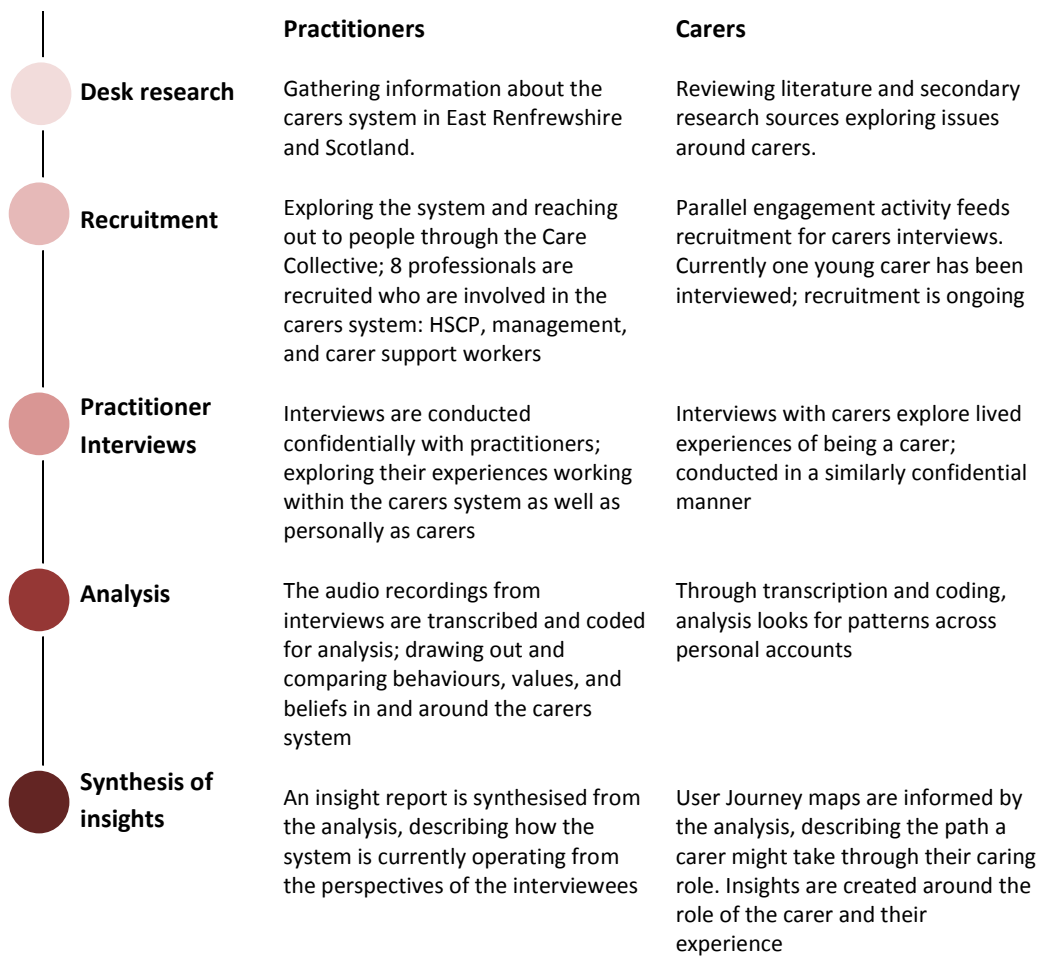 Practitioners
Carers
Desk research
Gathering information about the
carers system in East Renfrewshire
and Scotland.
Reviewing literature and secondary
research sources exploring issues
around carers.
Recruitment
Exploring the system and reaching
out to people through the Care
Collective; 8 professionals are
recruited who are involved in the
carers system: HSCP, management,
and carer support workers
Parallel engagement activity feeds
recruitment for carers interviews.
Currently one young carer has been
interviewed; recruitment is ongoing
Practitioner
Interviews
Interviews are conducted
confidentially with practitioners;
exploring their experiences working
within the carers system as well as
personally as carers
Interviews with carers explore lived
experiences of being a carer;
conducted in a similarly confidential
manner
Analysis
The audio recordings from
interviews are transcribed and coded
for analysis; drawing out and
comparing behaviours, values, and
beliefs in and around the carers
system
Through transcription and coding,
analysis looks for patterns across
personal accounts
Synthesis of
insights
An insight report is synthesised from
the analysis, describing how the
system is currently operating from
the perspectives of the interviewees
User Journey maps are informed by
the analysis, describing the path a
carer might take through their caring
role. Insights are created around the
role of the carer and their
experience